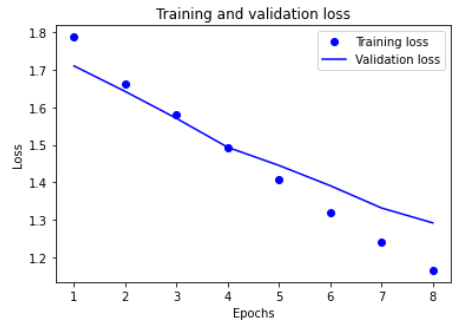 Training and validation loss
Training loss
Validation loss
1.8
1.7
1.6
1.5
1.4
1.3
1.2
Loss
1 2 3 4 5 6 7 8
Epochs